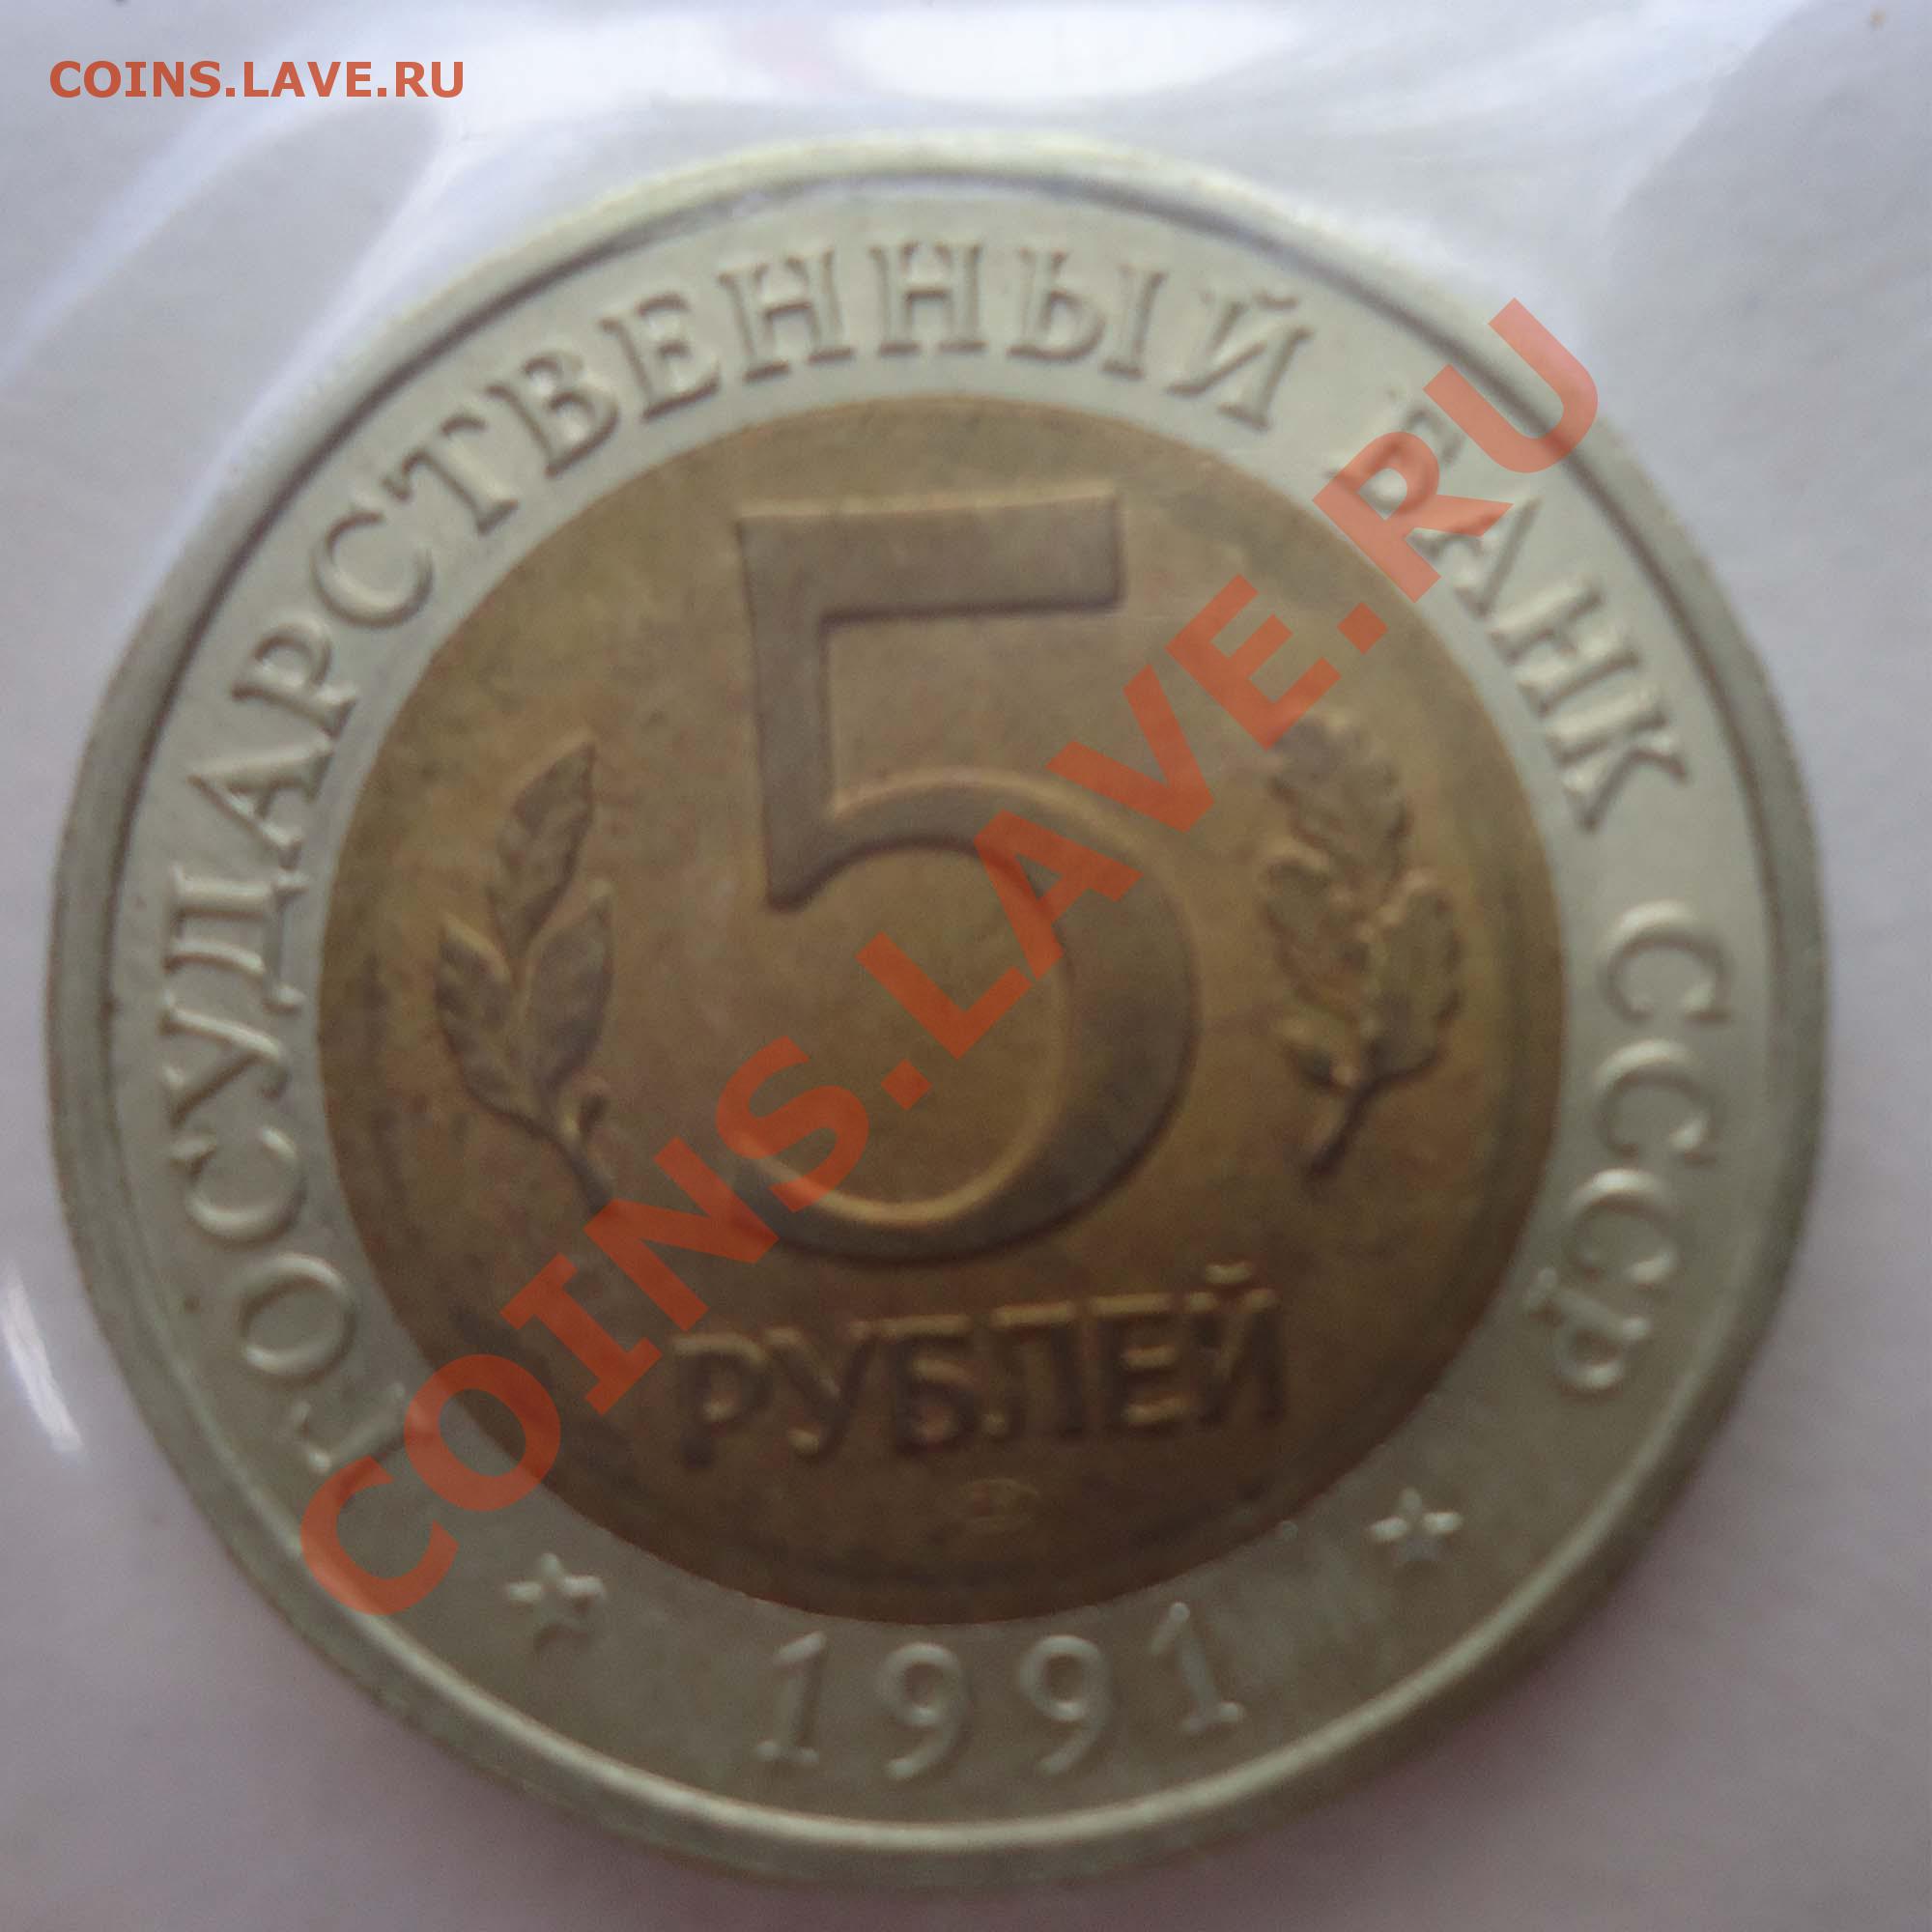 COINS.LAVE.RU
ГОСУДАРСТВЕННЫЙ БАНК СССР
5
РУБЛЕЙ
1991
COINS.LAVE.RU